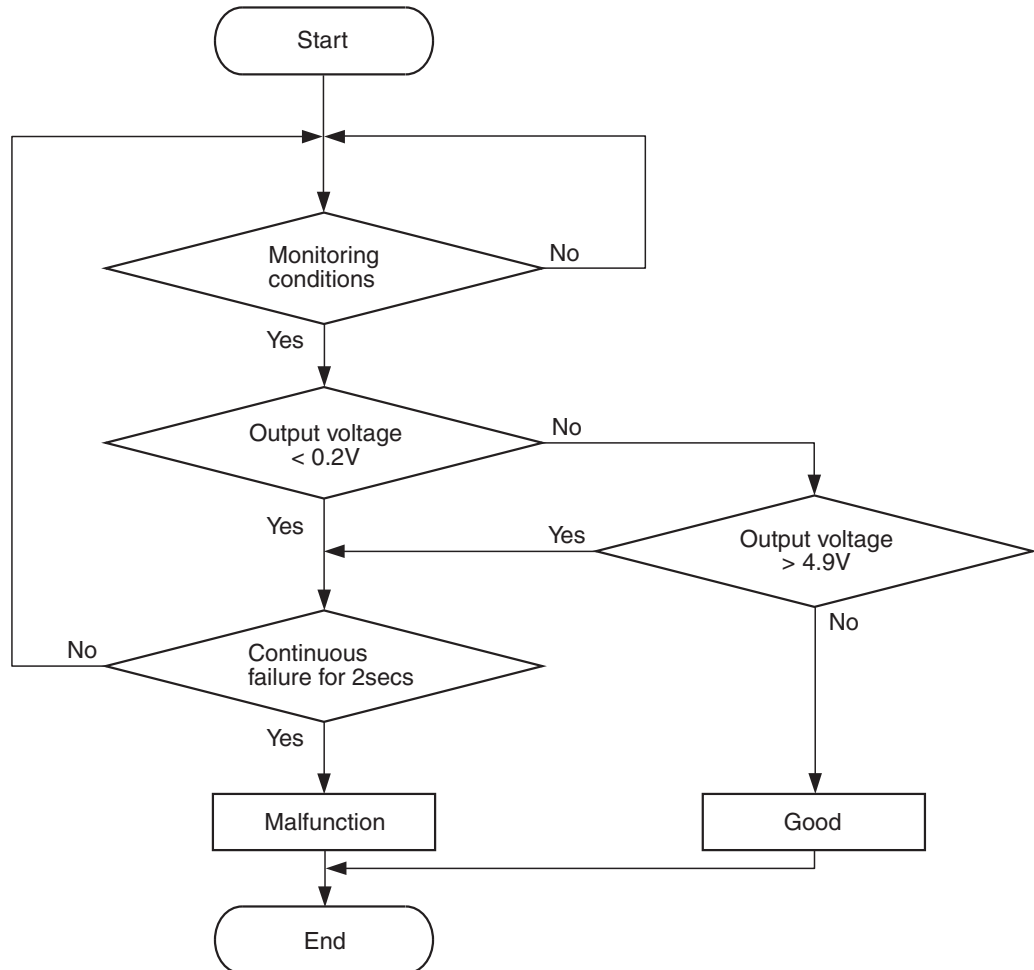 Start
Monitoring
conditions
No
Yes
Output voltage
< 0.2V
No
Yes
Yes
Output voltage
> 4.9V
No
No
Continuous
failure for 2secs
Yes
Malfunction
Good
End